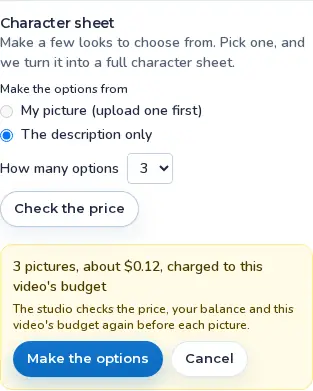 Character sheet
Make a few looks to choose from. Pick one, and
we turn it into a full character sheet.
Make the options from
My picture (upload one first)
The description only
How many options 3
Check the price
3 pictures, about $0.12, charged to this
video's budget
The studio checks the price, your balance and this
video's budget again before each picture.
Make the options Cancel